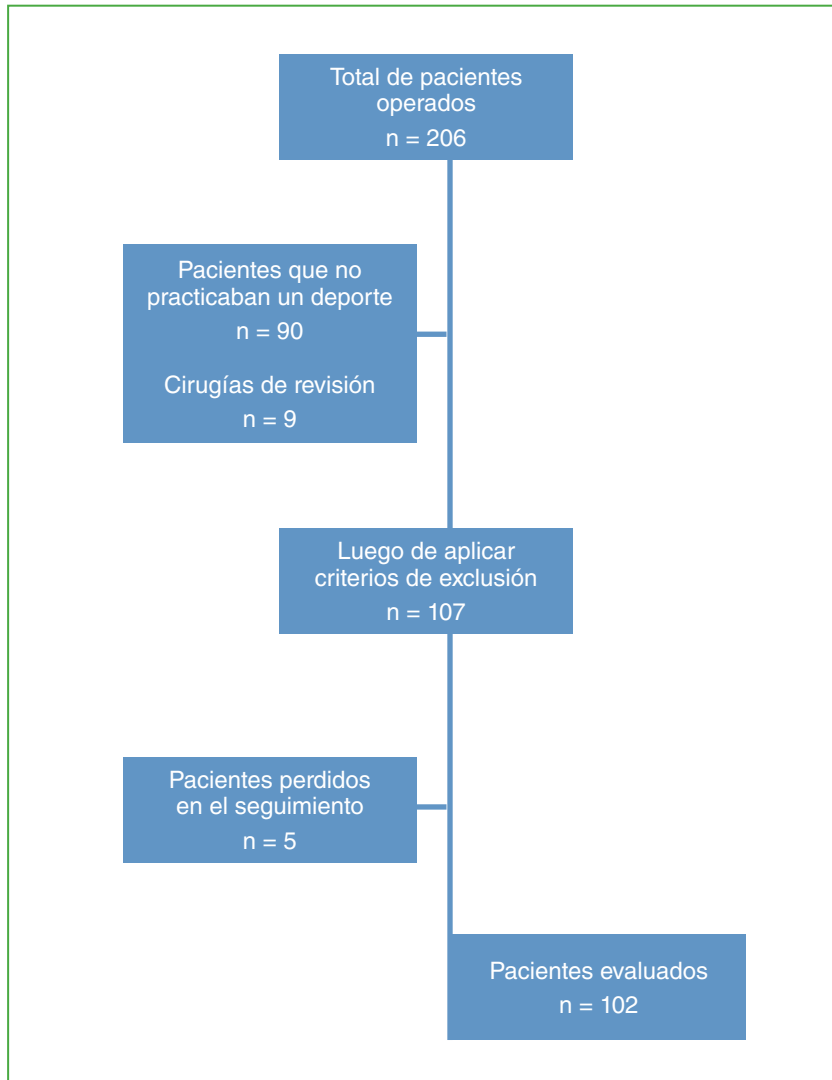 Total de pacientes
operados
n = 206
Pacientes que no
practicaban un deporte
n = 90
Cirugías de revisión
n = 9
Luego de aplicar
criterios de exclusión
n = 107
Pacientes perdidos
en el seguimiento
n = 5
Pacientes evaluados
n = 102